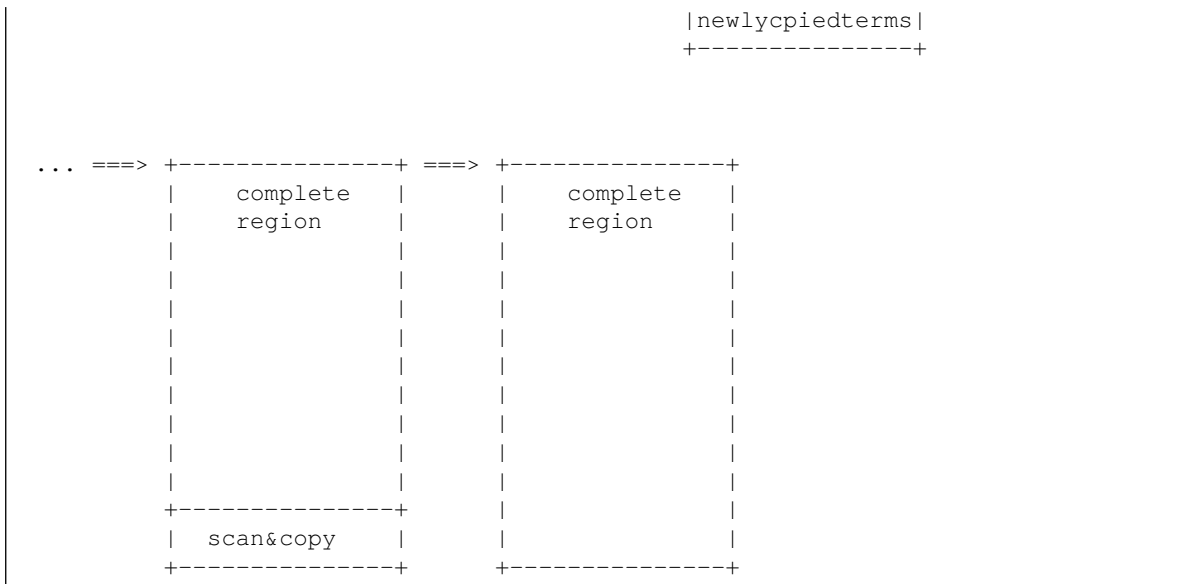 |newlycpiedterms|
+---------------+
... ===> +---------------+ ===> +---------------+
| complete | | complete |
| region | | region |
| | | |
| | | |
| | | |
| | | |
| | | |
| | | |
| | | |
| | | |
| | | |
+---------------+ | |
| scan&copy | | |
+---------------+ +---------------+